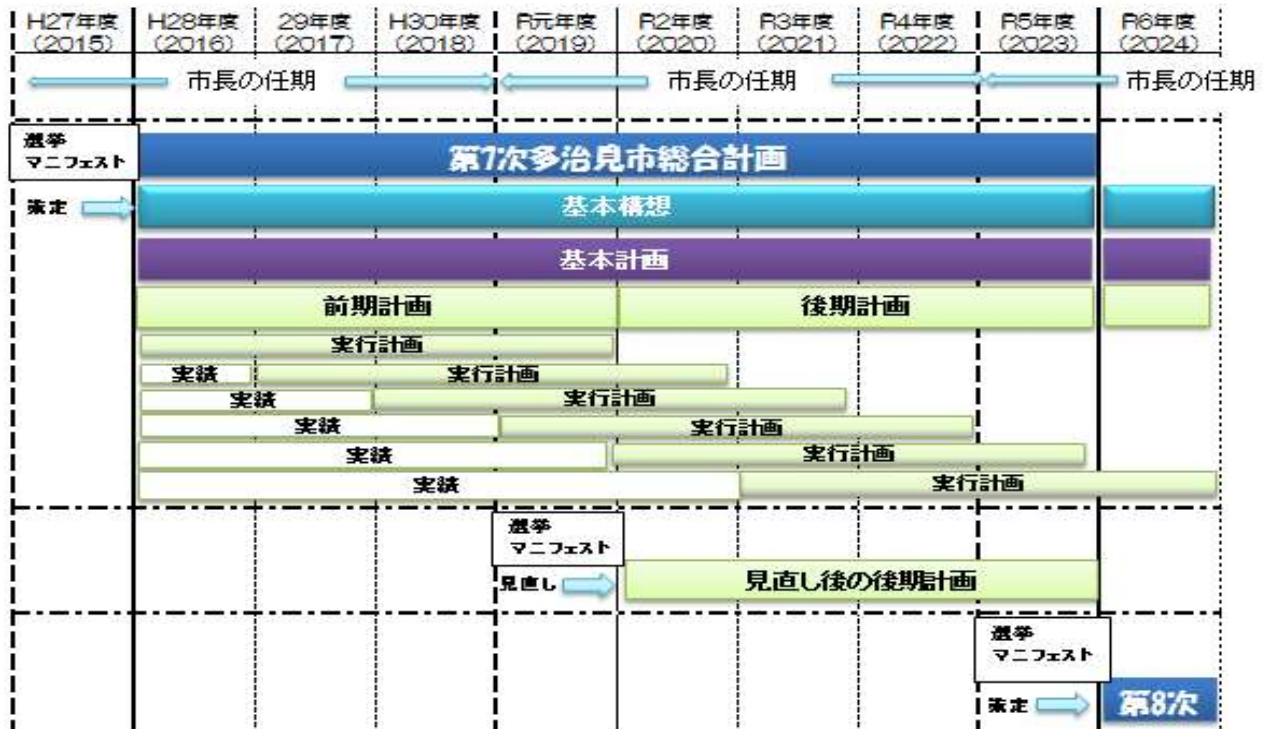 H27年度 H28年度 29年度 H30年度 R元年度 R2年度 R3年度 R4年度 R5年度 R6年度
(2015) (2016) (2017) (2018) (2019) (2020) (2021) (2022) (2023) (2024)
市長の任期 市長の任期 市長の任期
選挙
マニフェスト
第7次多治見市総合計画
策定 基本構想
基本計画
前期計画 後期計画
実行計画
実績 実行計画
実績 実行計画
実績 実行計画
実績 実行計画
実績 実行計画
選挙
マニフェスト
見直し 見直し後の後期計画
選挙
マニフェスト
策定 第8次